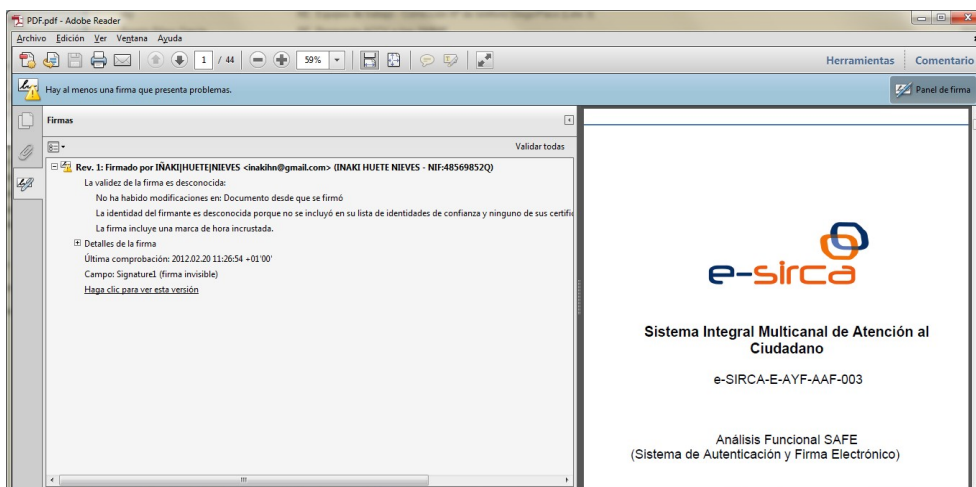 PDF.pdf - Adobe Reader
Archivo Edición Ver Ventana Ayuda
1 / 44 59% Herramientas Comentario
Hay al menos una firma que presenta problemas. Panel de firma
Firmas
Validar todas
Rev. 1: Firmado por IÑAKI|HUETE|NIEVES <inakihn@gmail.com> (INAKI HUETE NIEVES - NIF:48569852Q)
La validez de la firma es desconocida:
No ha habido modificaciones en: Documento desde que se firmó
La identidad del firmante es desconocida porque no se incluyó en su lista de identidades de confianza y ninguno de sus certifi
La firma incluye una marca de hora incrustada.
Detalles de la firma
Última comprobación: 2012.02.20 11:26:54 +01'00'
Campo: Signature1 (firma invisible)
Haga clic para ver esta versión
e-sirca
Sistema Integral Multicanal de Atención al
Ciudadano
e-SIRCA-E-AYF-AAF-003
Análisis Funcional SAFE
(Sistema de Autenticación y Firma Electrónico)